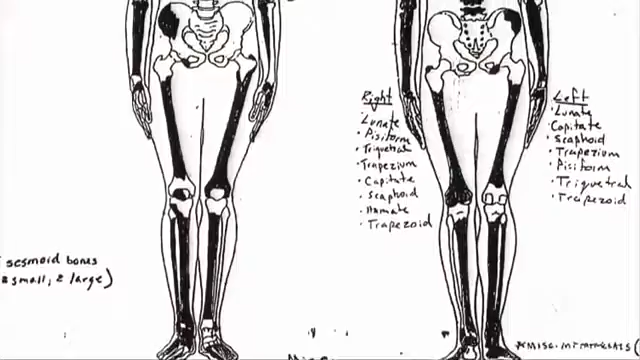 Right
Lunate
Pisiform
Triquetral
Trapezium
Capitate
Scaphoid
Hamate
Trapezoid
Left
Lunate
Capitate
Scaphoid
Trapezium
Pisiform
Triquetral
Trapezoid
sesmoid bones
small, 2 large)
*Misc.